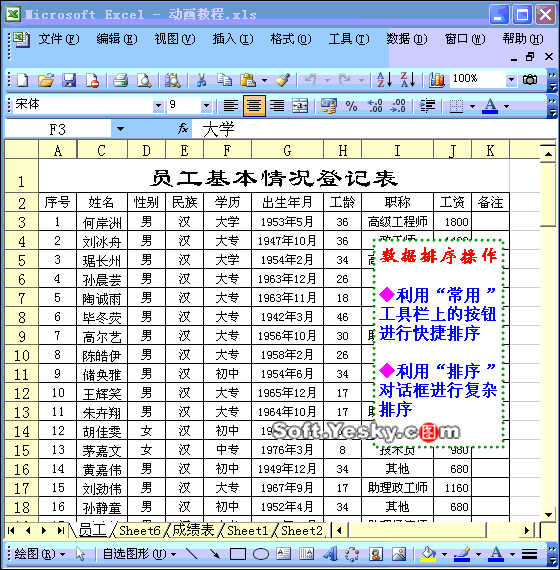 Microsoft Excel - 动画教程.xls
文件(F) 编辑(E) 视图(V) 插入(I) 格式(O) 工具(T) 数据(D) 窗口(W) 帮助(H)
100%
宋体 9
F3 fx 大学
A C D E F G H I J K
1 员工基本情况登记表
2 序号 姓名 性别 民族 学历 出生年月 工龄 职称 工资 备注
3 1 何岸洲 男 汉 大学 1953年5月 36 高级工程师 1800
4 2 刘冰舟 男 汉 大专 1947年10月 36
5 3 琚长州 男 汉 大学 1954年2月 34
6 4 孙晨芸 男 汉 大专 1963年12月 26
7 5 陶诚雨 男 汉 大专 1963年11月 18
8 6 毕冬荧 男 汉 大专 1942年3月 46
9 7 高尔艺 男 汉 大专 1956年10月 30
10 8 陈皓伊 男 汉 大专 1958年2月 26
11 9 储奂雅 男 汉 初中 1954年6月 34
12 10 王辉笑 男 汉 大专 1965年1月 17
13 11 朱卉翔 男 汉 大专 1964年10月 17
14 12 胡佳雯 女 汉 初中
15 13 茅嘉文 女 汉 中专 1976年3月 8 技术员 980
16 14 黄嘉伟 男 汉 初中 1949年12月 34 其他 680
17 15 刘劲伟 男 汉 大专 1967年9月 17 助理政工师 1160
18 16 孙静童 男 汉 初中 1952年4月 34 其他 680
数据排序操作
◆利用“常用”
工具栏上的按钮
进行快捷排序
◆利用“排序”
对话框进行复杂
排序
Soft.Yesky.com
员工 Sheet6 成绩表 Sheet1 Sheet2
绘图(R) 自选图形(U)